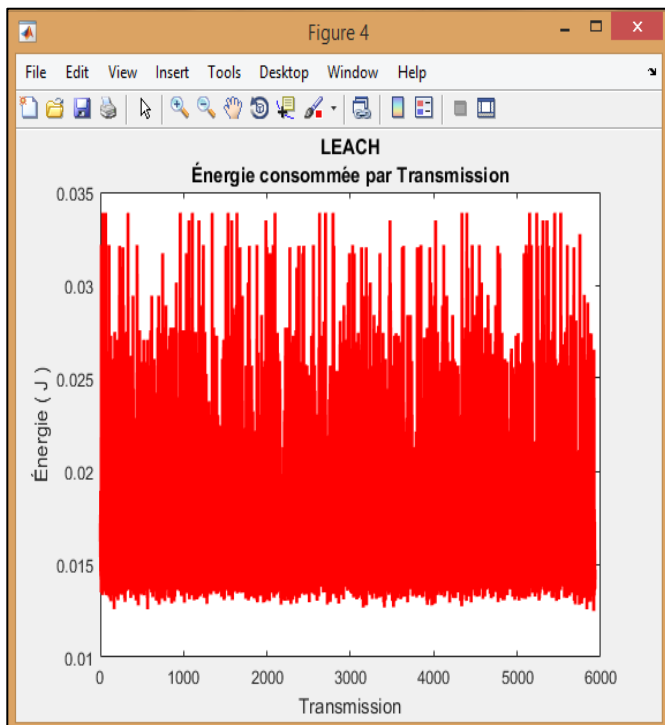 Figure 4
File Edit View Insert Tools Desktop Window Help
LEACH
Énergie consommée par Transmission
0.035
0.03
0.025
0.02
0.015
0.01
Énergie ( J )
0 1000 2000 3000 4000 5000 6000
Transmission